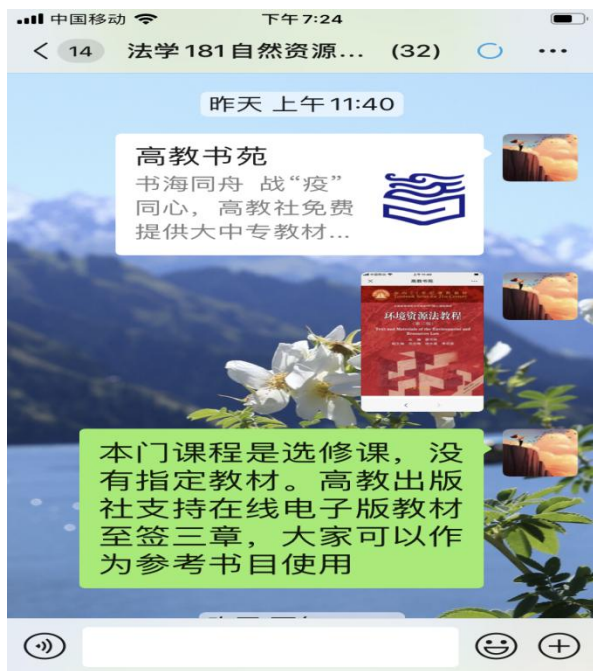 中国移动 下午7:24
14 法学181自然资源... (32)
昨天 上午11:40
高教书苑
书海同舟 战“疫”
同心，高教社免费
提供大中专教材...
高教书苑
环境资源法教程
本门课程是选修课，没
有指定教材。高教出版
社支持在线电子版教材
至签三章，大家可以作
为参考书目使用